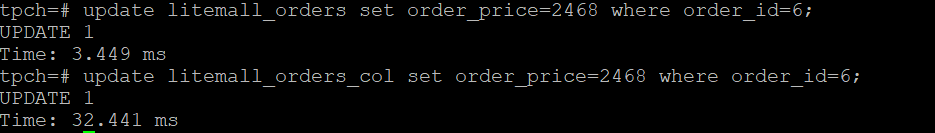 tpch=# update litemall_orders set order_price=2468 where order_id=6;
UPDATE 1
Time: 3.449 ms
tpch=# update litemall_orders_col set order_price=2468 where order_id=6;
UPDATE 1
Time: 32.441 ms